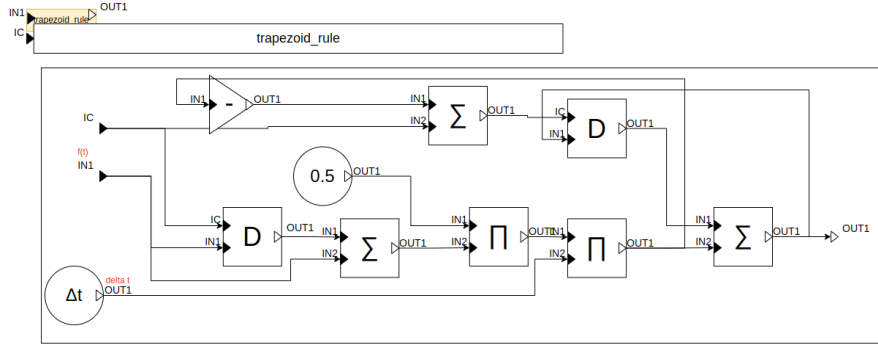 IN1
OUT1
trapezoid_rule
IC
trapezoid_rule
IN1
-
OUT1
IN1
IN2
Σ
OUT1
IC
IN1
D
OUT1
IC
f(t)
IN1
0.5
OUT1
IC
IN1
D
OUT1
IN1
IN2
Σ
OUT1
IN1
IN2
∏
OUT1
IN1
IN2
∏
OUT1
IN1
IN2
Σ
OUT1
OUT1
Δt
delta t
OUT1